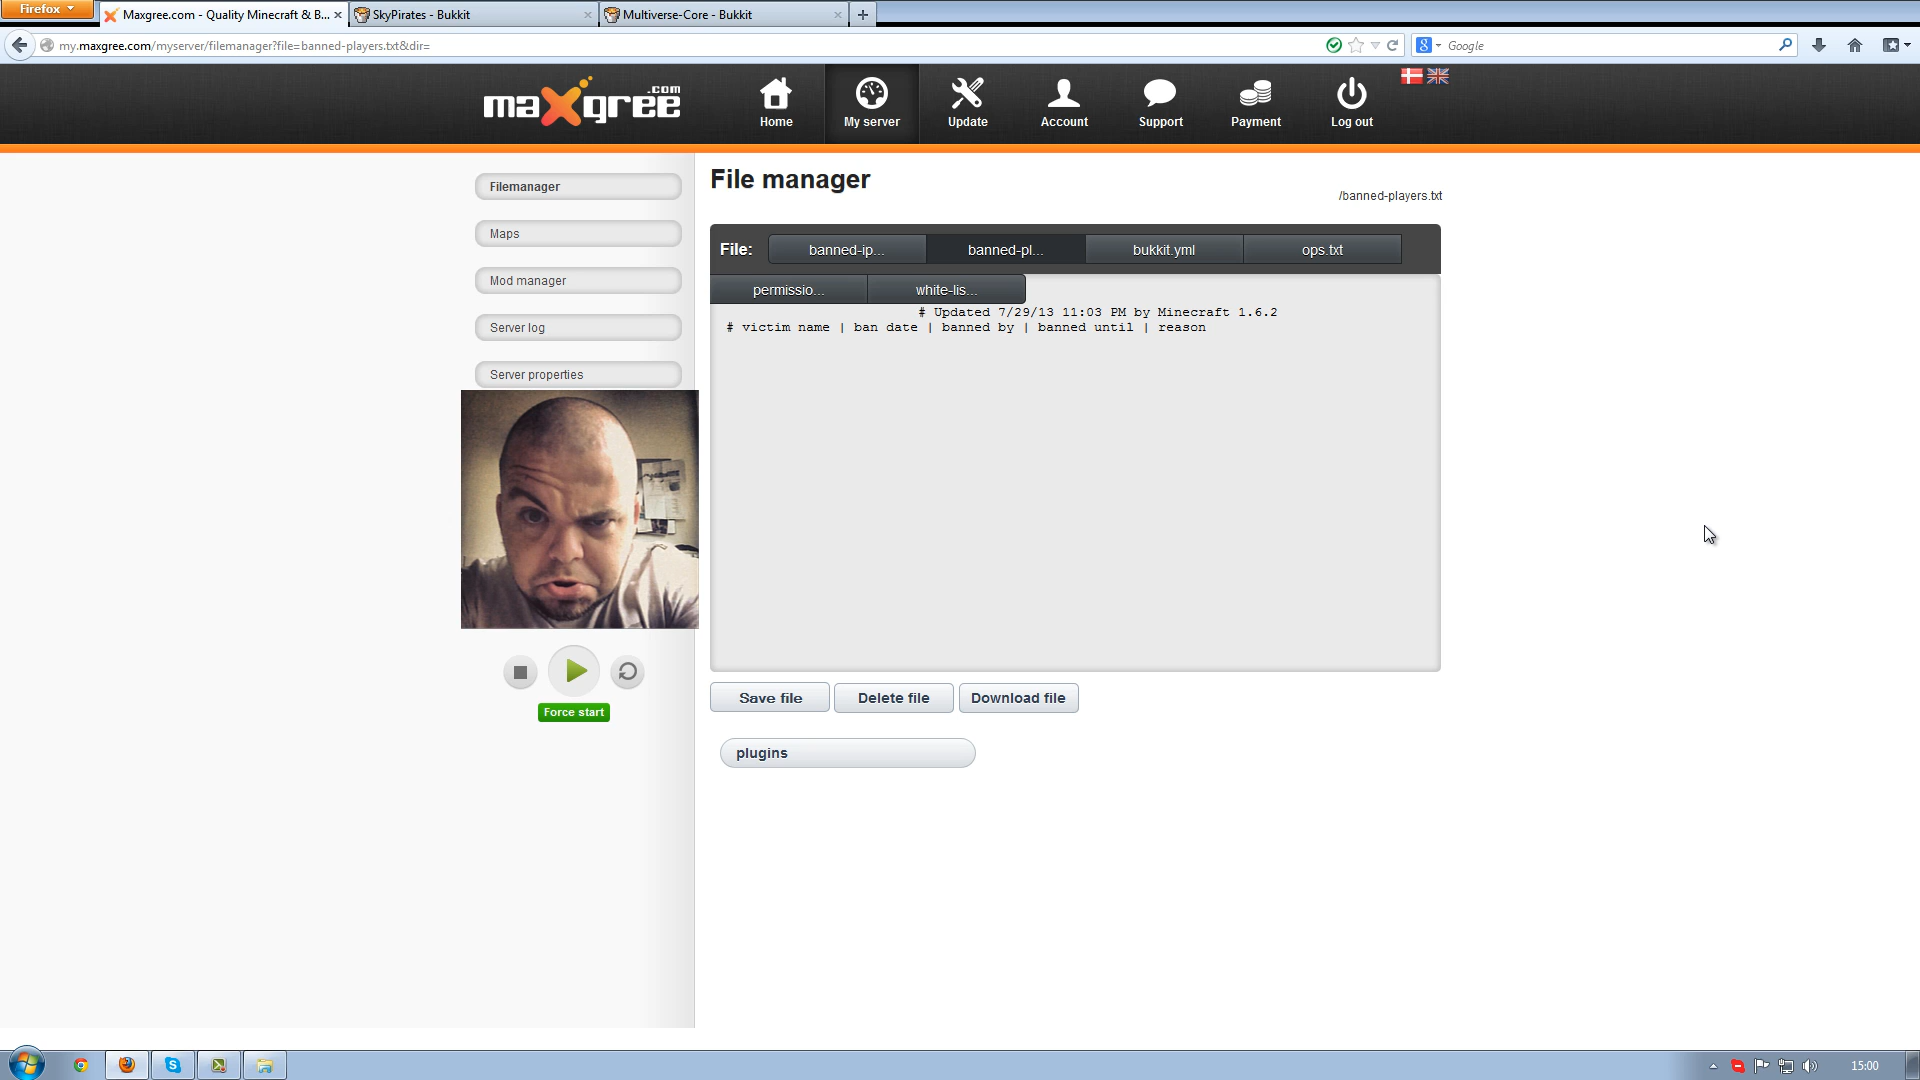 Firefox
Maxgree.com - Quality Minecraft & B...
SkyPirates - Bukkit
Multiverse-Core - Bukkit
my.maxgree.com/myserver/filemanager?file=banned-players.txt&dir=
Google
maxgree.com
Home
My server
Update
Account
Support
Payment
Log out
Filemanager
Maps
Mod manager
Server log
Server properties
Force start
File manager
/banned-players.txt
File:
banned-ip...
banned-pl...
bukkit.yml
ops.txt
permissio...
white-lis...
# Updated 7/29/13 11:03 PM by Minecraft 1.6.2
# victim name | ban date | banned by | banned until | reason
Save file
Delete file
Download file
plugins
15:00